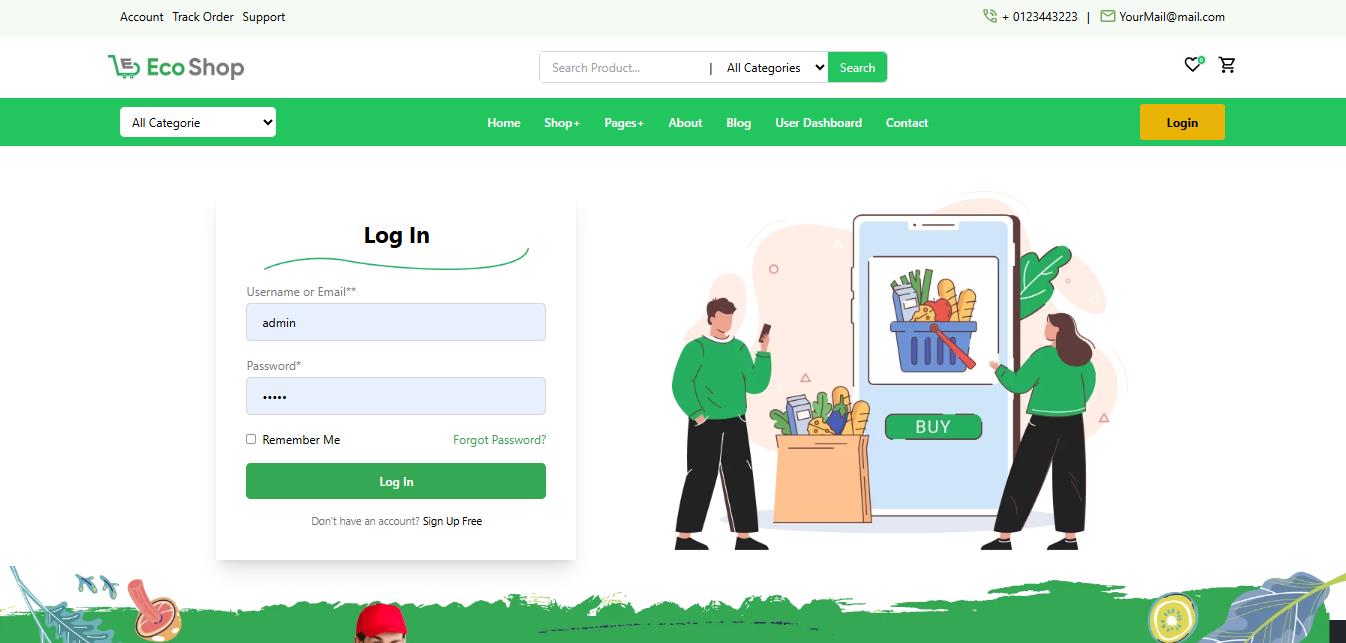 Account Track Order Support
+ 0123443223 | YourMail@mail.com
Eco Shop
Search Product... | All Categories Search
0
All Categorie
Home Shop+ Pages+ About Blog User Dashboard Contact
Login
Log In
Username or Email**
admin
Password*
•••••
Remember Me Forgot Password?
Log In
Don't have an account? Sign Up Free
BUY